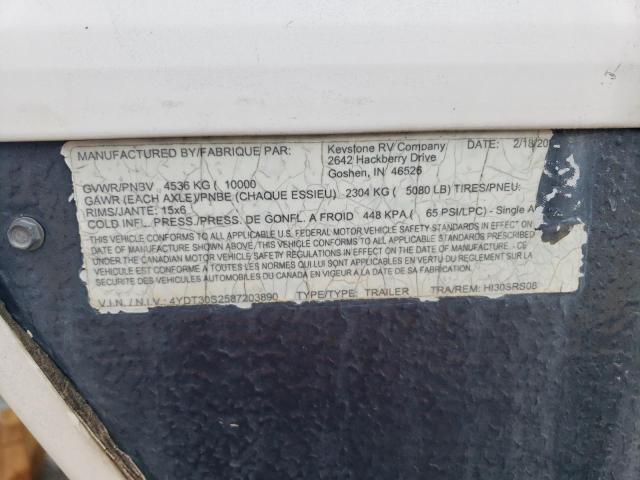 MANUFACTURED BY/FABRIQUE PAR: Keystone RV Company DATE: 2/18/20
2642 Hackberry Drive
Goshen, IN 46526
GVWR/PNBV 4536 KG ( 10000
GAWR (EACH AXLE)/PNBE (CHAQUE ESSIEU) 2304 KG ( 5080 LB) TIRES/PNEU:
RIMS/JANTE: 15x6
COLD INFL. PRESS./PRESS. DE GONFL. A FROID 448 KPA ( 65 PSI/LPC) - Single A
THIS VEHICLE CONFORMS TO ALL APPLICABLE U.S. FEDERAL MOTOR VEHICLE SAFETY STANDARDS IN EFFECT ON
DATE OF MANUFACTURE SHOWN ABOVE. / THIS VEHICLE CONFORMS TO ALL APPLICABLE STANDARDS PRESCRIBED
UNDER THE CANADIAN MOTOR VEHICLE SAFETY REGULATIONS IN EFFECT ON THE DATE OF MANUFACTURE. - CE
VEHICULE EST CONFORME A TOUTES LES NORMES QUI LUI SONT APPLICABLES EN VERTU DU REGLEMENT SUR LA
SECURITE DES VEHICULES AUTOMOBILES DU CANADA EN VIGUEUR A LA DATE DE SA FABRICATION.
V.I.N. / N.I.V.: 4YDT30S2587203890 TYPE/TYPE: TRAILER TRA/REM: HI30SRS08